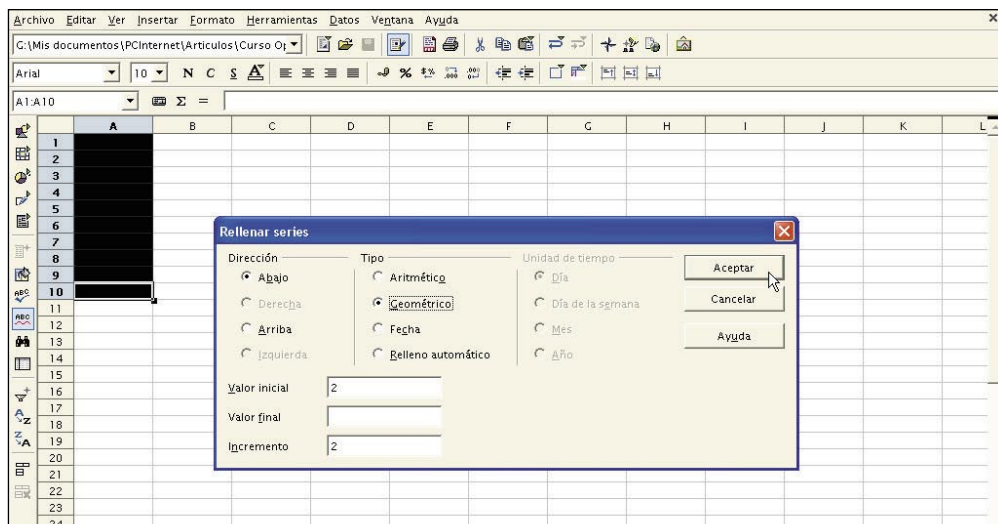 Archivo Editar Ver Insertar Formato Herramientas Datos Ventana Ayuda
G:\Mis documentos\PCInternet\Articulos\Curso O
Arial 10 N C S A
A1:A10 Σ =
A B C D E F G H I J K L
1
2
3
4
5
6
7
8
9
10
11
12
13
14
15
16
17
18
19
20
21
22
23
24
Rellenar series
Dirección Tipo Unidad de tiempo
Abajo Aritmético Día Aceptar
Derecha Geométrico Día de la semana Cancelar
Arriba Fecha Mes Ayuda
Izquierda Relleno automático Año
Valor inicial 2
Valor final
Incremento 2